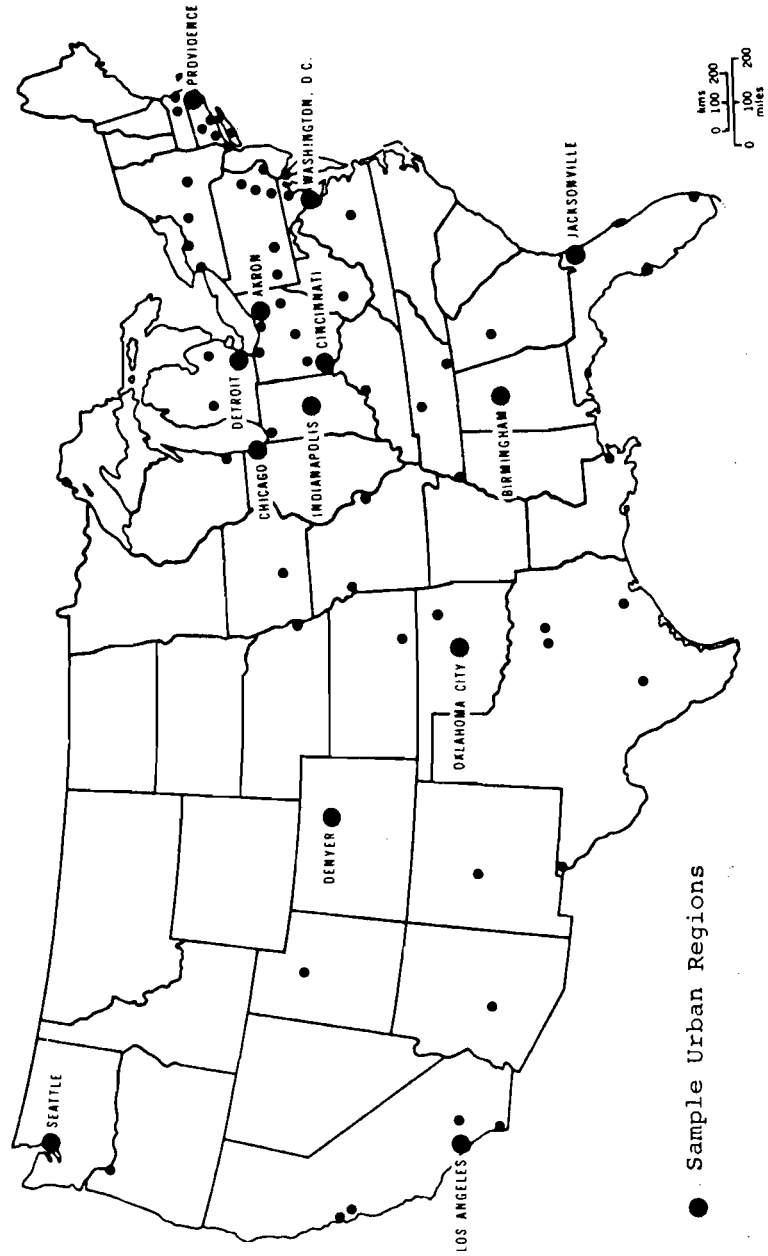 SEATTLE
PROVIDENCE
DETROIT
AKRON
CHICAGO
WASHINGTON, D.C.
DENYER
INDIANAPOLIS
CINCINNATI
LOS ANGELES
OKLAHOMA CITY
BIRMINGHAM
JACKSONVILLE
Sample Urban Regions
kms
0 100 200
0 100 200
miles